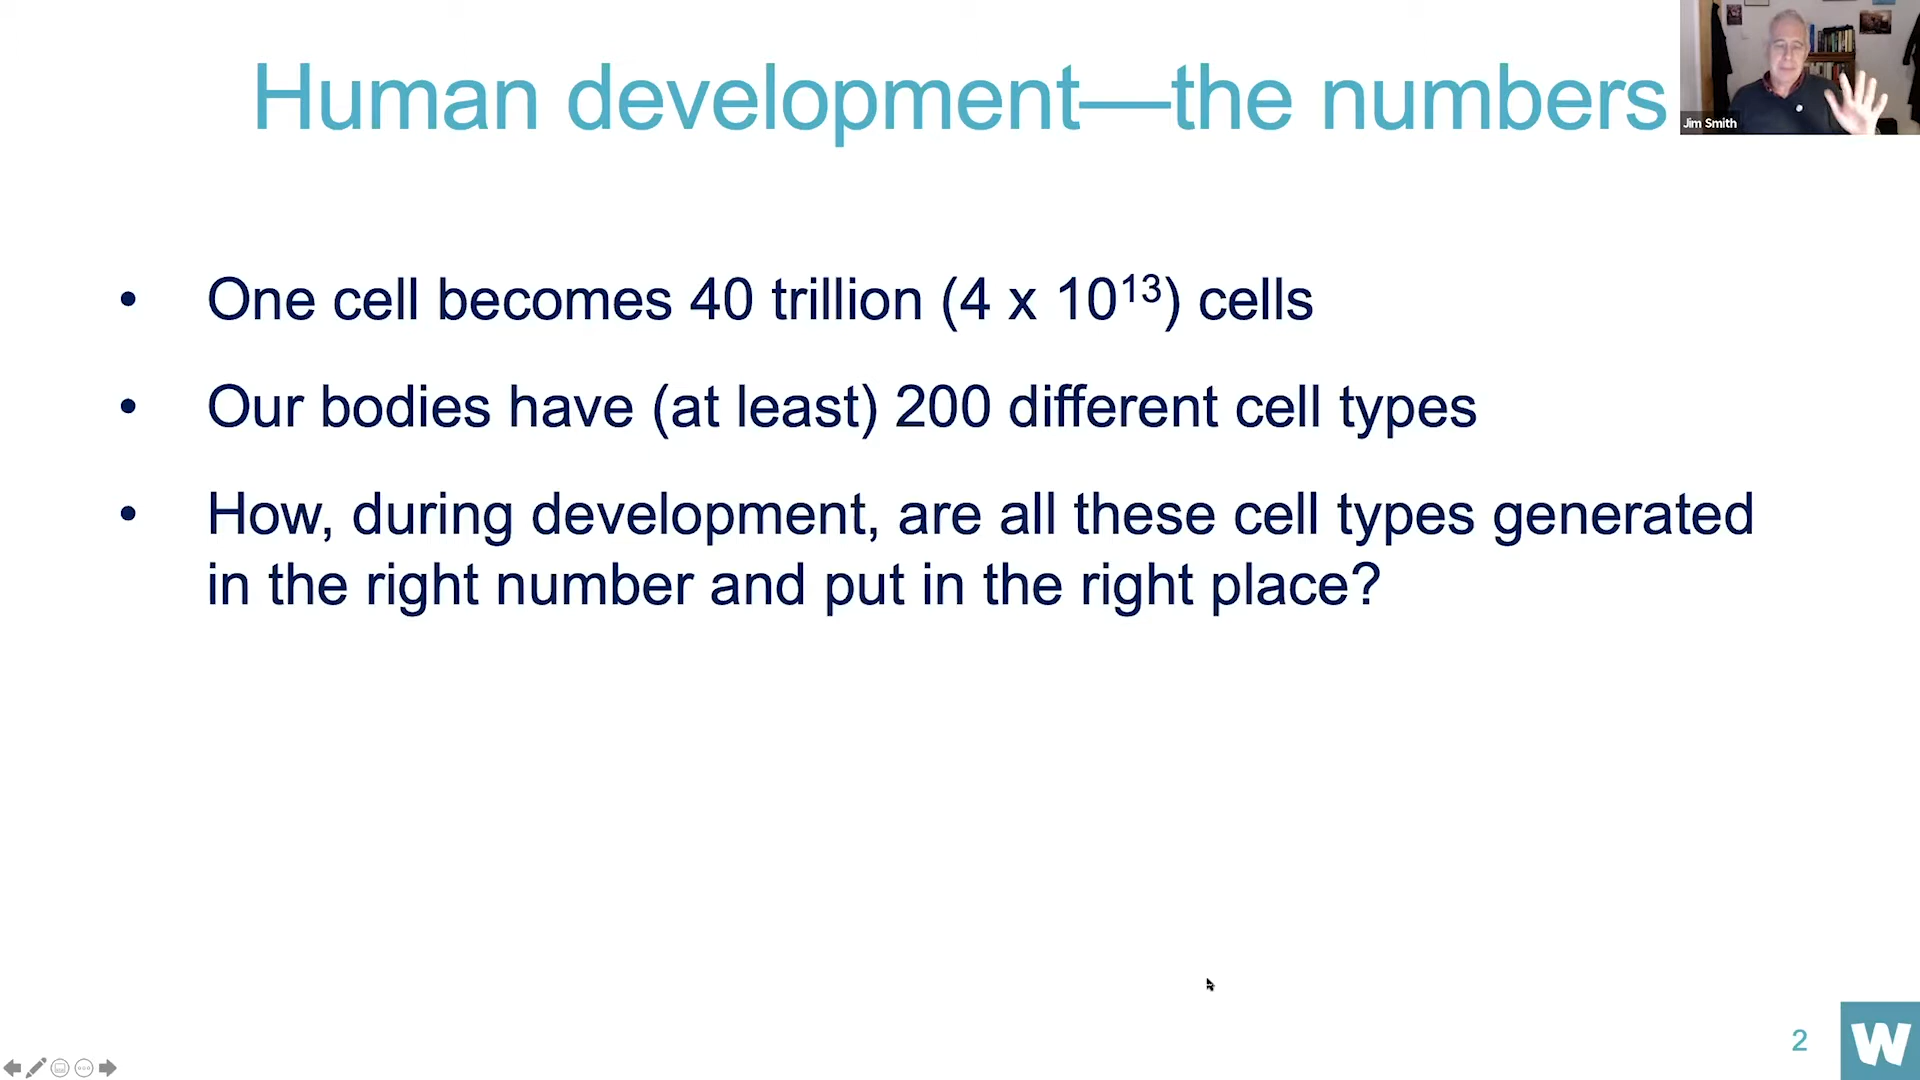 Human development—the numbers
Jim Smith
• One cell becomes 40 trillion (4 x 10¹³) cells
• Our bodies have (at least) 200 different cell types
• How, during development, are all these cell types generated
in the right number and put in the right place?
2
W